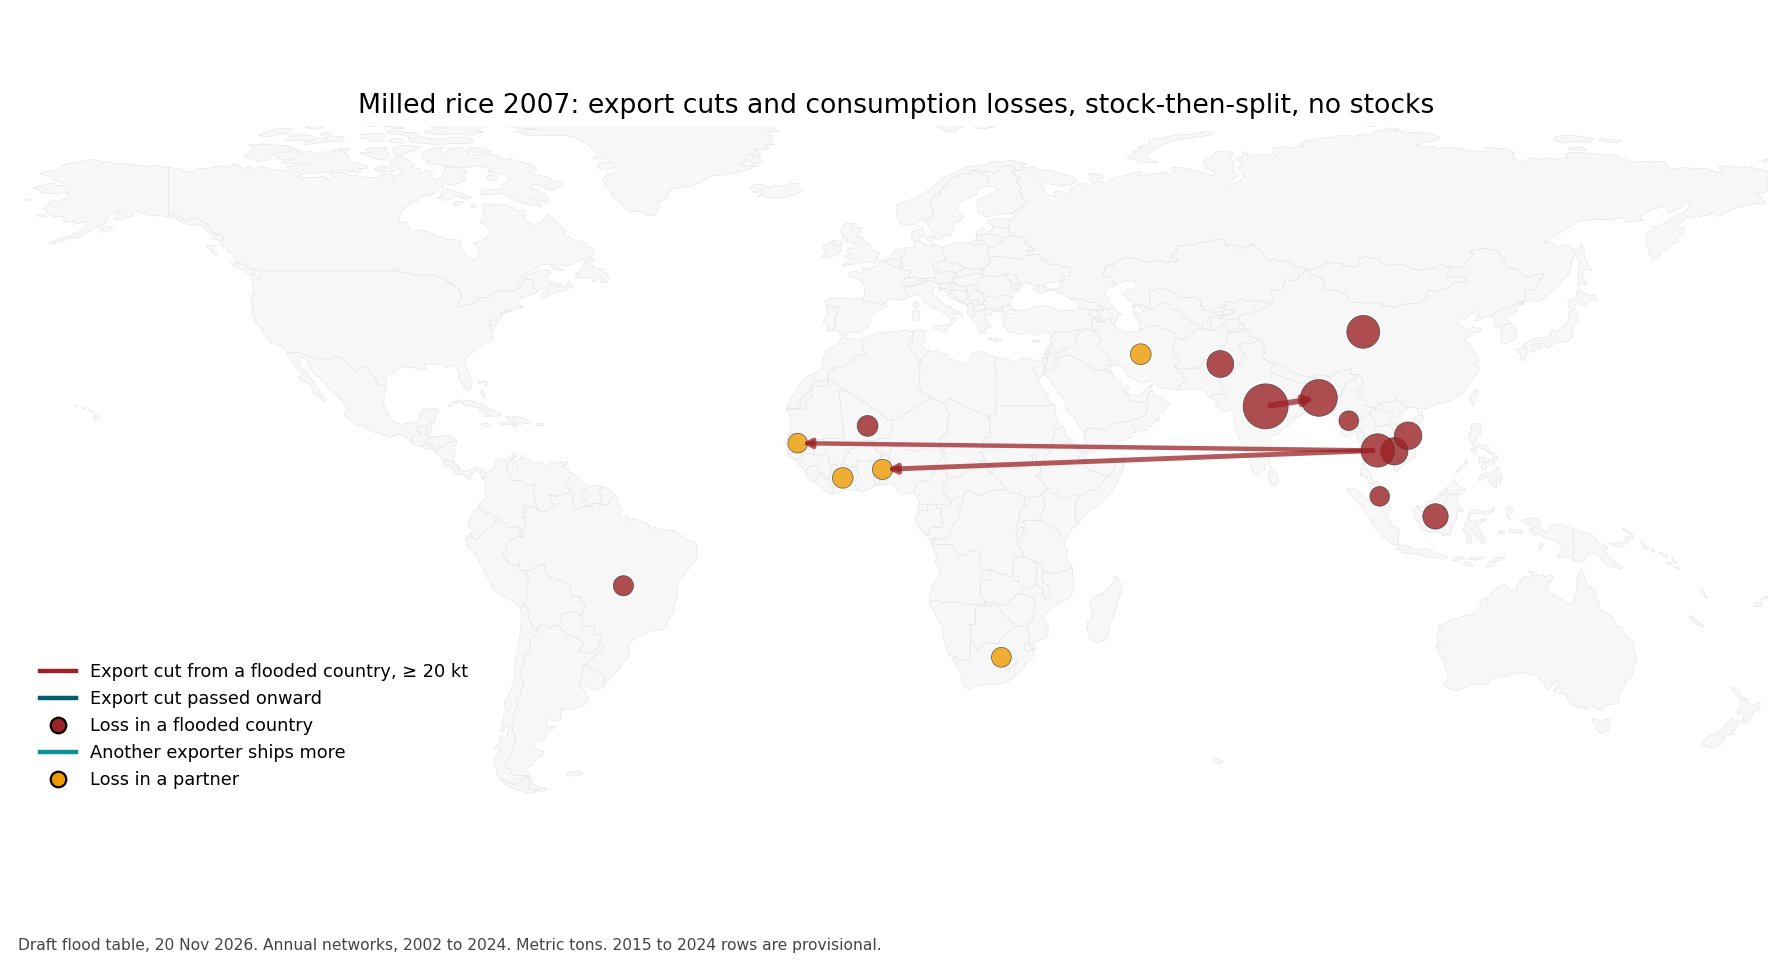 Milled rice 2007: export cuts and consumption losses, stock-then-split, no stocks
Export cut from a flooded country, ≥ 20 kt
Export cut passed onward
Loss in a flooded country
Another exporter ships more
Loss in a partner
Draft flood table, 20 Nov 2026. Annual networks, 2002 to 2024. Metric tons. 2015 to 2024 rows are provisional.